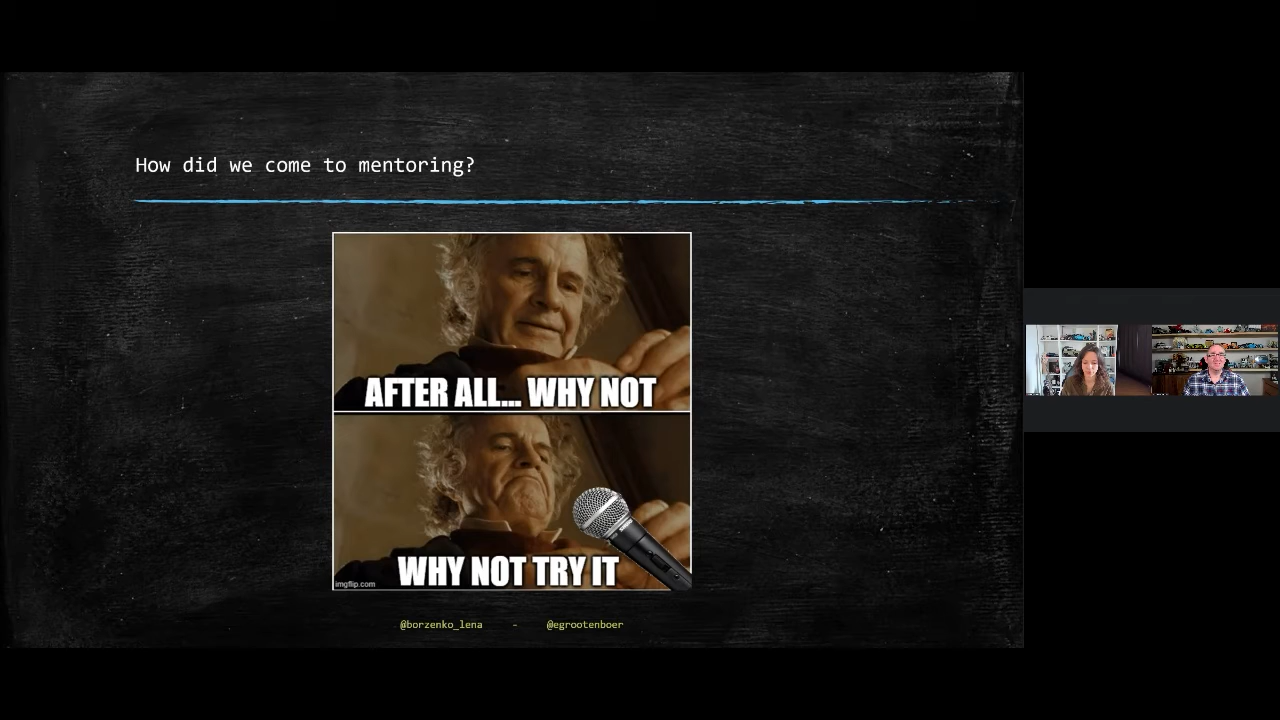 How did we come to mentoring?
AFTER ALL... WHY NOT
WHY NOT TRY IT
imgflip.com
@borzenko_lena - @egrootenboer